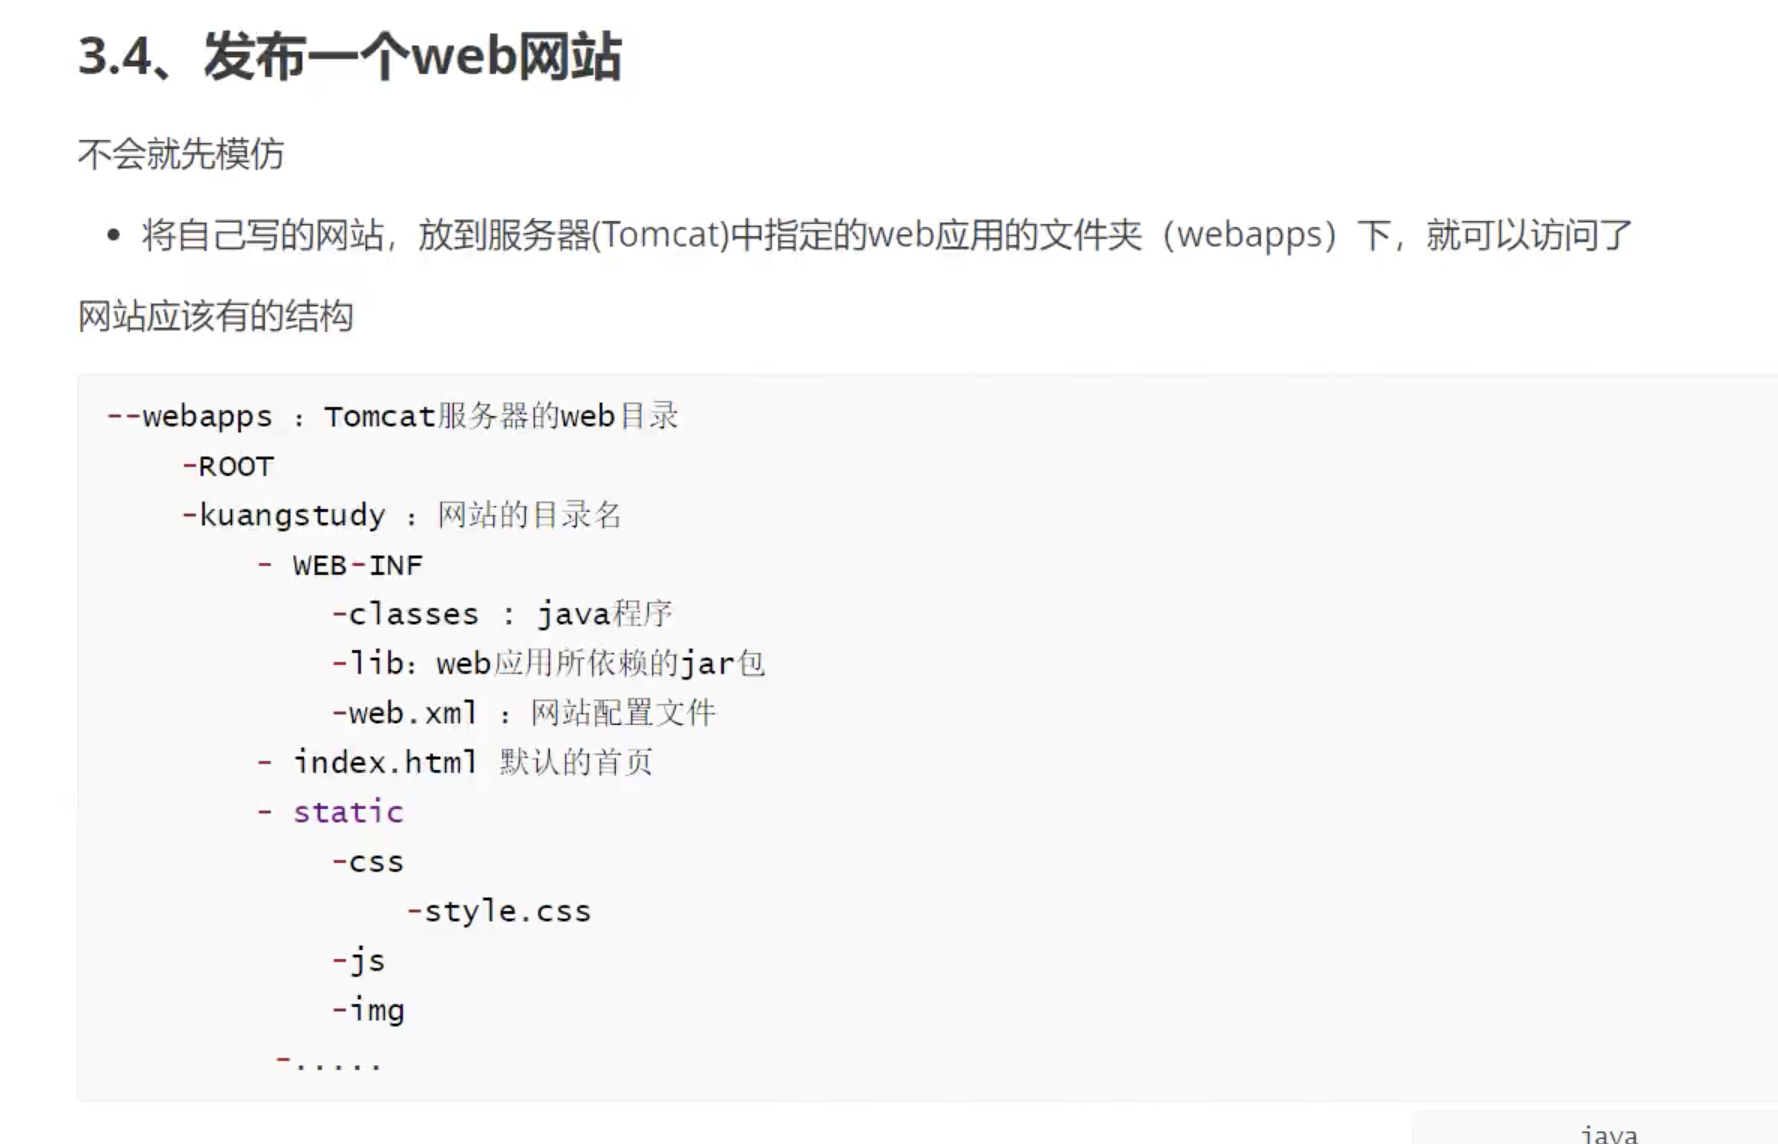 3.4、发布一个web网站
不会就先模仿
• 将自己写的网站，放到服务器(Tomcat)中指定的web应用的文件夹（webapps）下，就可以访问了
网站应该有的结构
--webapps ：Tomcat服务器的web目录
    -ROOT
    -kuangstudy ：网站的目录名
        - WEB-INF
            -classes : java程序
            -lib：web应用所依赖的jar包
            -web.xml ：网站配置文件
        - index.html 默认的首页
        - static
            -css
                -style.css
            -js
            -img
         -.....
java